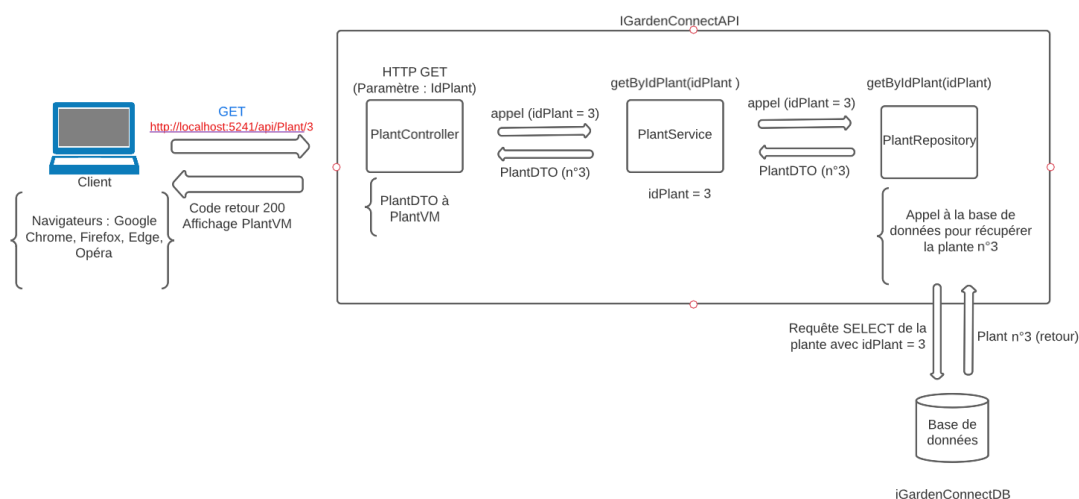 IGardenConnectAPI
HTTP GET
(Paramètre : IdPlant)
getByIdPlant(idPlant )
getByIdPlant(idPlant)
GET
http://localhost:5241/api/Plant/3
PlantController
appel (idPlant = 3)
PlantDTO (n°3)
PlantService
appel (idPlant = 3)
PlantDTO (n°3)
PlantRepository
Client
Code retour 200
Affichage PlantVM
PlantDTO à
PlantVM
idPlant = 3
Navigateurs : Google
Chrome, Firefox, Edge,
Opéra
Appel à la base de
données pour récupérer
la plante n°3
Requête SELECT de la
plante avec idPlant = 3
Plant n°3 (retour)
Base de
données
iGardenConnectDB